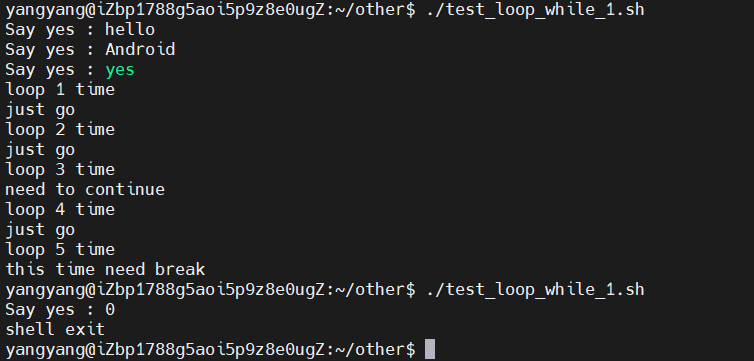 yangyang@iZbp1788g5aoi5p9z8e0ugZ:~/other$ ./test_loop_while_1.sh
Say yes : hello
Say yes : Android
Say yes : yes
loop 1 time
just go
loop 2 time
just go
loop 3 time
need to continue
loop 4 time
just go
loop 5 time
this time need break
yangyang@iZbp1788g5aoi5p9z8e0ugZ:~/other$ ./test_loop_while_1.sh
Say yes : 0
shell exit
yangyang@iZbp1788g5aoi5p9z8e0ugZ:~/other$